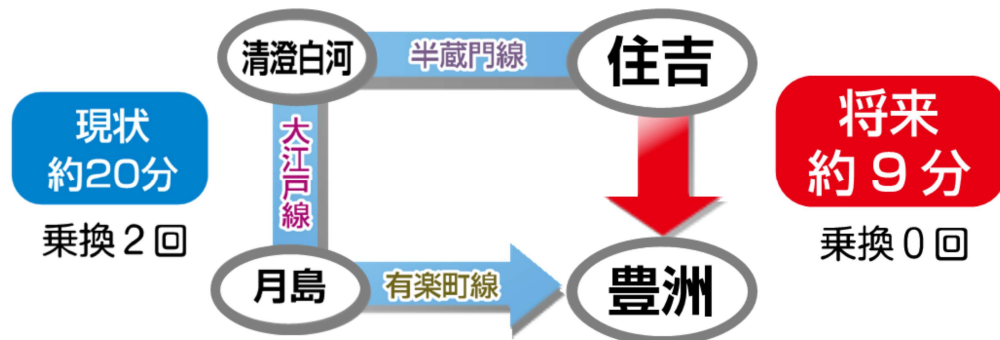 清澄白河
半蔵門線
住吉
現状
約20分
乗換2回
大江戸線
将来
約9分
乗換0回
月島
有楽町線
豊洲